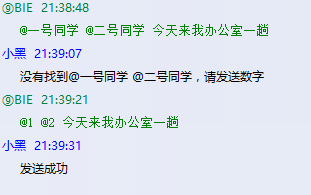 ⑨BIE 21:38:48
@一号同学 @二号同学 今天来我办公室一趟
小黑 21:39:07
没有找到@一号同学 @二号同学，请发送数字
⑨BIE 21:39:21
@1 @2 今天来我办公室一趟
小黑 21:39:31
发送成功